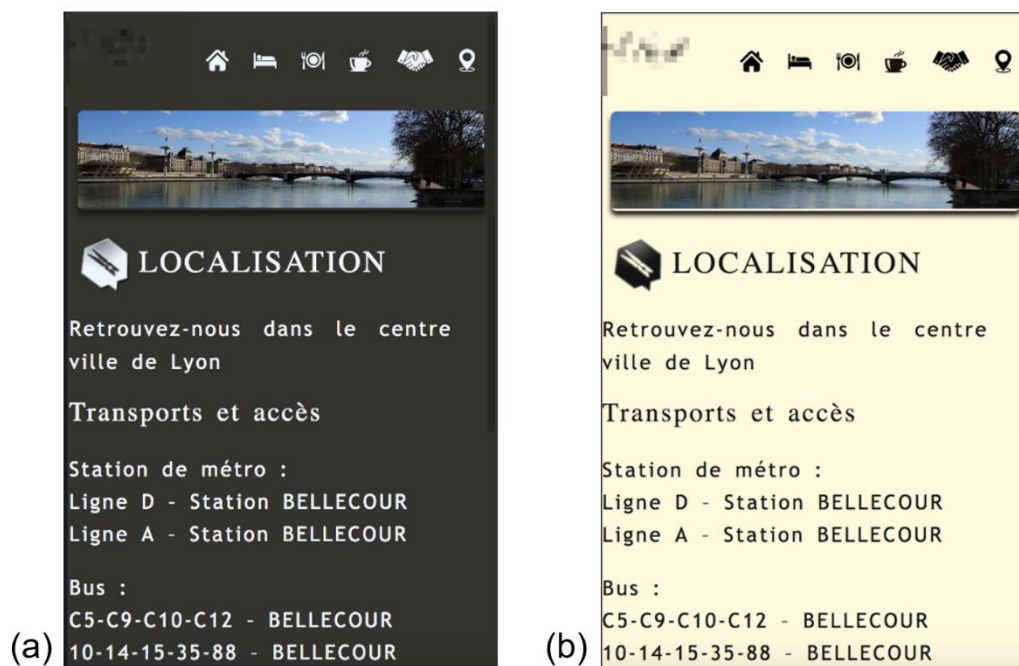 LOCALISATION
Retrouvez-nous dans le centre
ville de Lyon
Transports et accès
Station de métro :
Ligne D - Station BELLECOUR
Ligne A - Station BELLECOUR
Bus :
C5-C9-C10-C12 - BELLECOUR
10-14-15-35-88 - BELLECOUR
(a)
LOCALISATION
Retrouvez-nous dans le centre
ville de Lyon
Transports et accès
Station de métro :
Ligne D - Station BELLECOUR
Ligne A - Station BELLECOUR
Bus :
C5-C9-C10-C12 - BELLECOUR
10-14-15-35-88 - BELLECOUR
(b)